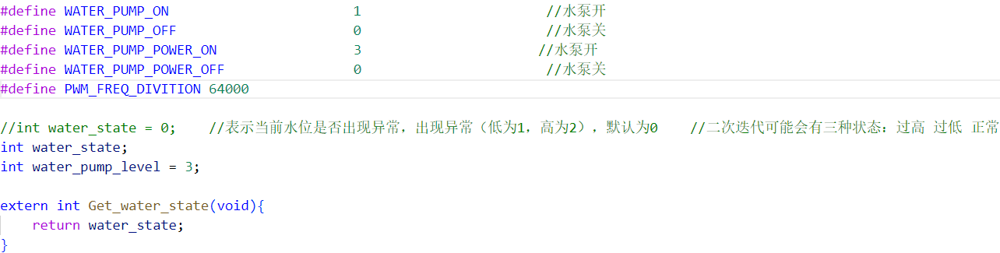 #define WATER_PUMP_ON 1 //水泵开
#define WATER_PUMP_OFF 0 //水泵关
#define WATER_PUMP_POWER_ON 3 //水泵开
#define WATER_PUMP_POWER_OFF 0 //水泵关
#define PWM_FREQ_DIVITION 64000
//int water_state = 0; //表示当前水位是否出现异常，出现异常（低为1，高为2），默认为0 //二次迭代可能会有三种状态：过高 过低 正常
int water_state;
int water_pump_level = 3;
extern int Get_water_state(void){
return water_state;
}